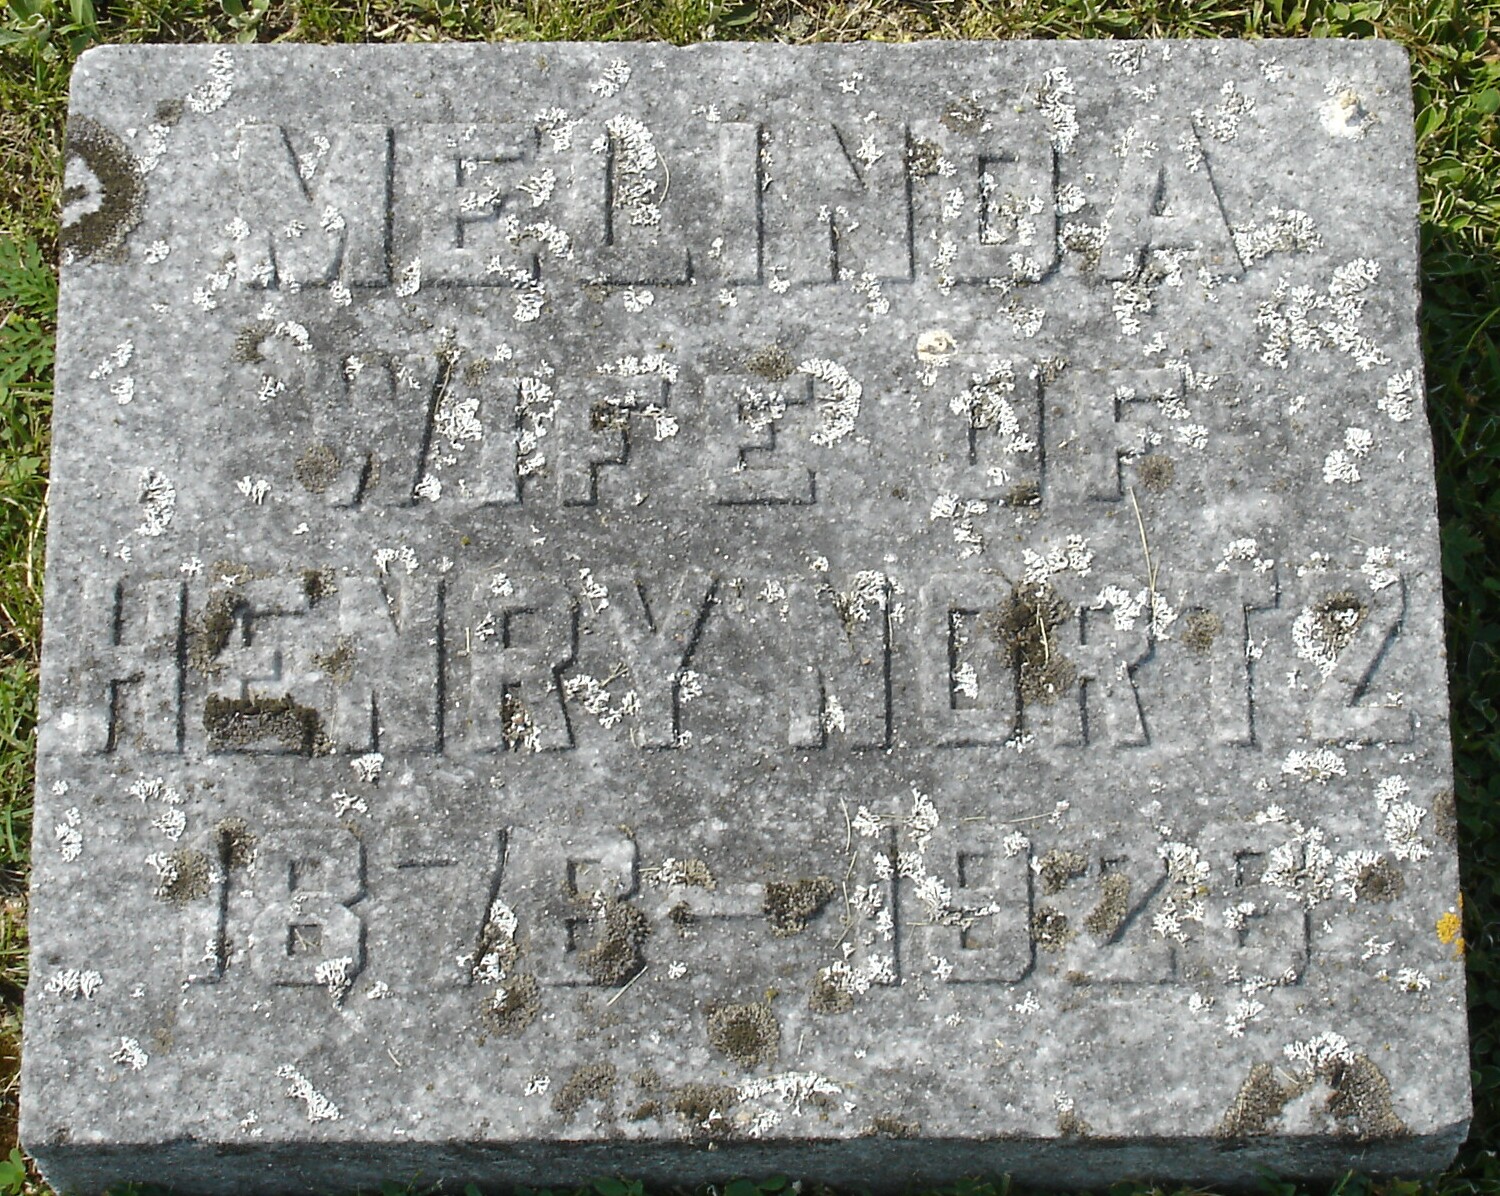 MELINDA
WIFE OF
HENRY MORTZ